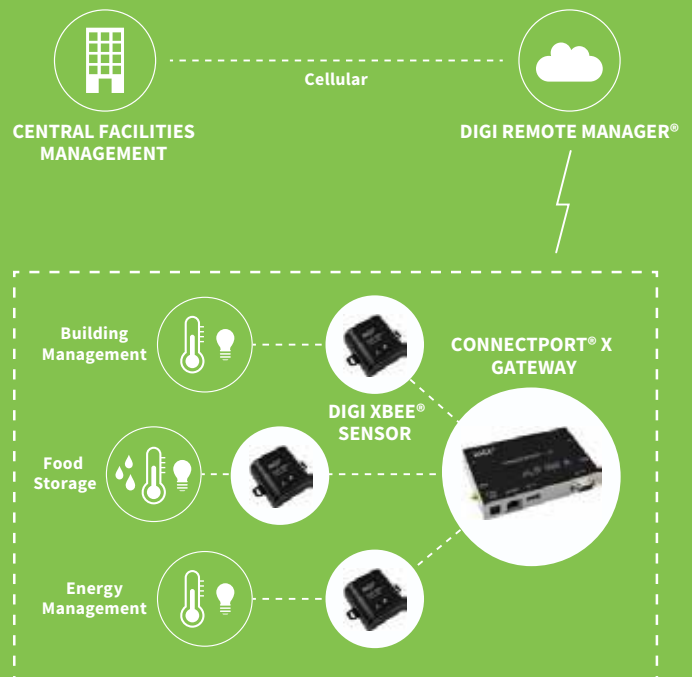 Cellular
CENTRAL FACILITIES
MANAGEMENT
DIGI REMOTE MANAGER®
Building
Management
CONNECTPORT® X
GATEWAY
DIGI XBEE®
SENSOR
Food
Storage
Energy
Management